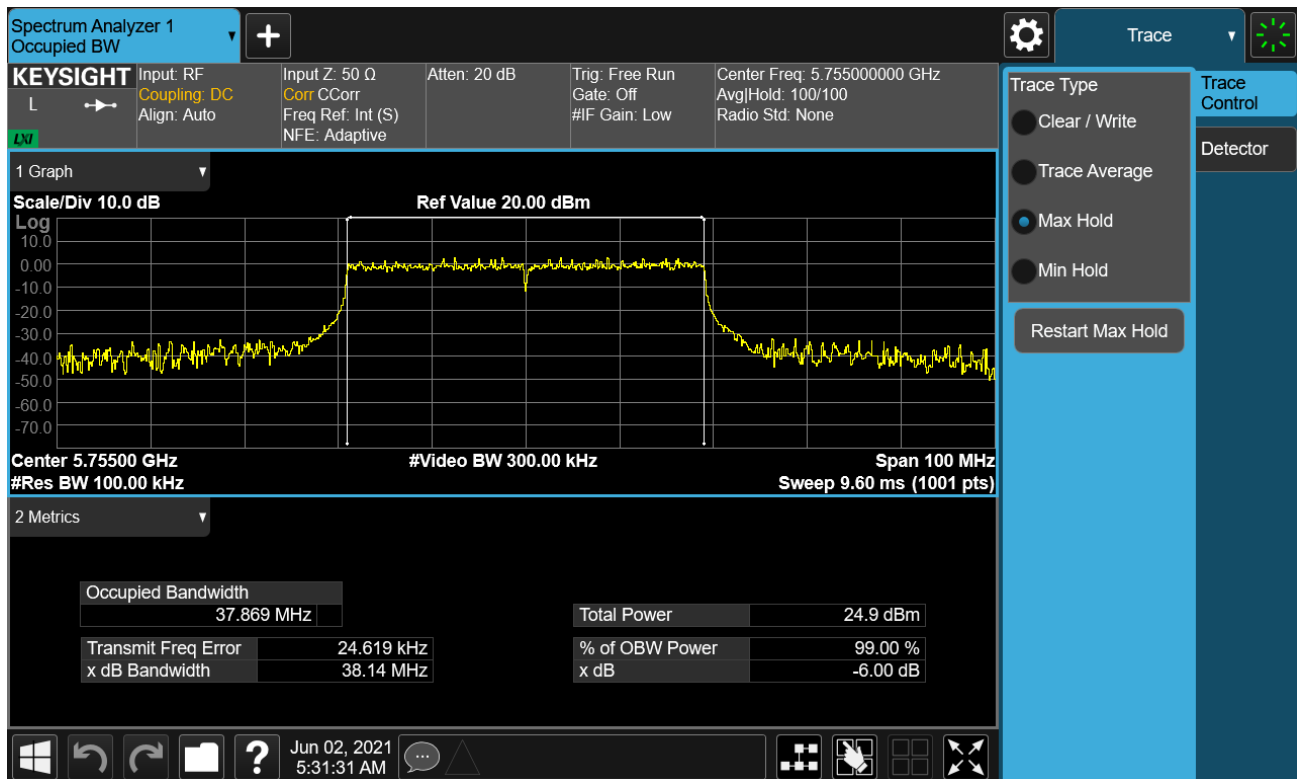 Spectrum Analyzer 1
Occupied BW
Trace
KEYSIGHT
L
LXI
Input: RF
Coupling: DC
Align: Auto
Input Z: 50 Ω
Corr CCorr
Freq Ref: Int (S)
NFE: Adaptive
Atten: 20 dB
Trig: Free Run
Gate: Off
#IF Gain: Low
Center Freq: 5.755000000 GHz
Avg|Hold: 100/100
Radio Std: None
Trace Type
Clear / Write
Trace Average
Max Hold
Min Hold
Restart Max Hold
Trace
Control
Detector
1 Graph
Scale/Div 10.0 dB
Ref Value 20.00 dBm
Log
10.0
0.00
-10.0
-20.0
-30.0
-40.0
-50.0
-60.0
-70.0
Center 5.75500 GHz
#Video BW 300.00 kHz
Span 100 MHz
#Res BW 100.00 kHz
Sweep 9.60 ms (1001 pts)
2 Metrics
Occupied Bandwidth
37.869 MHz
Total Power 24.9 dBm
Transmit Freq Error 24.619 kHz
% of OBW Power 99.00 %
x dB Bandwidth 38.14 MHz
x dB -6.00 dB
?
Jun 02, 2021
5:31:31 AM